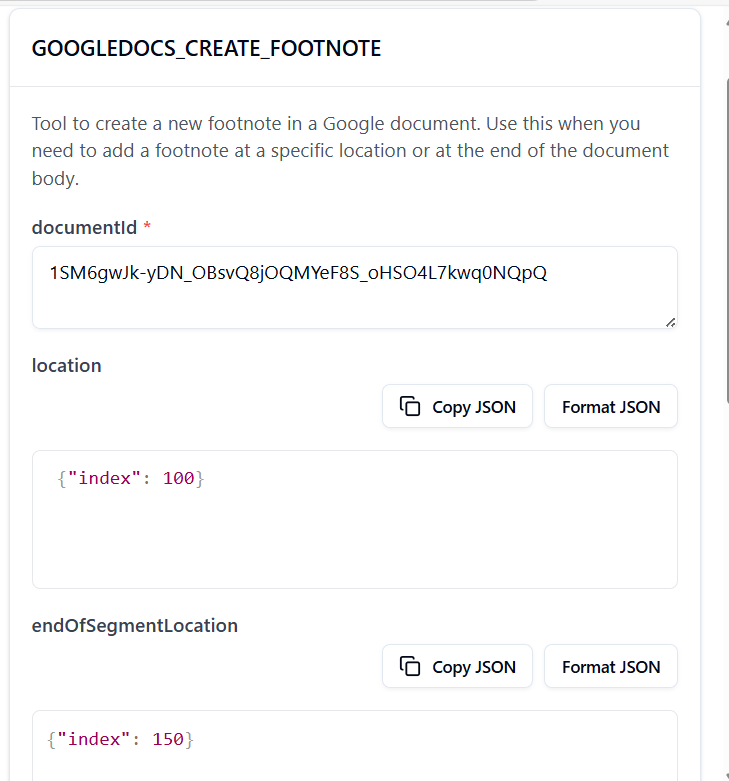 GOOGLEDOCS_CREATE_FOOTNOTE
Tool to create a new footnote in a Google document. Use this when you
need to add a footnote at a specific location or at the end of the document
body.
documentId *
1SM6gwJk-yDN_OBsvQ8jOQMYeF8S_oHSO4L7kwq0NQpQ
location
Copy JSON Format JSON
{"index": 100}
endOfSegmentLocation
Copy JSON Format JSON
{"index": 150}